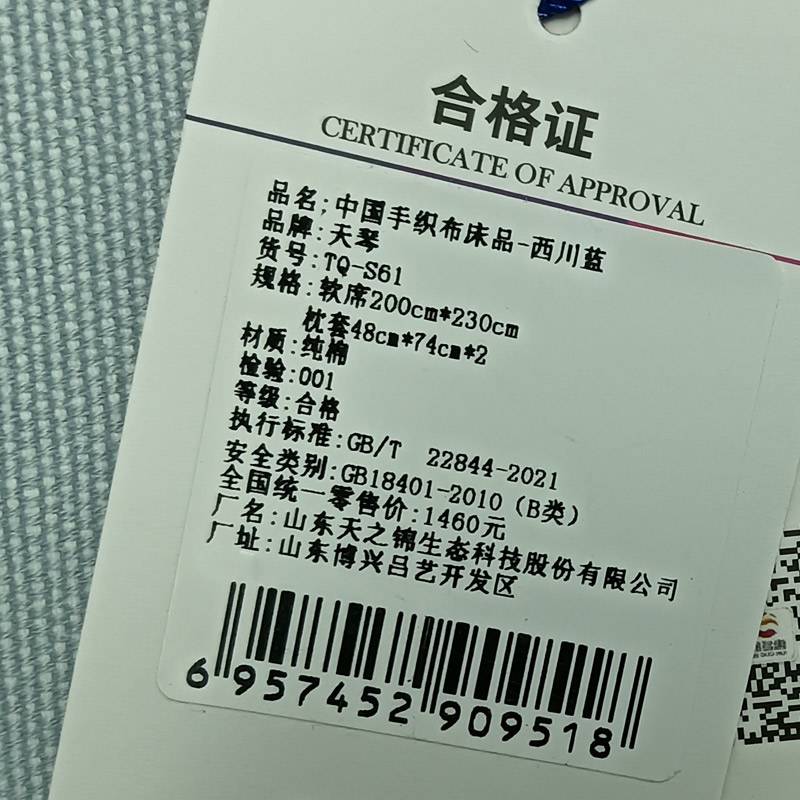 合格证
CERTIFICATE OF APPROVAL
品名;中国手织布床品-西川蓝
品牌:天琴
货号:TQ-S61
规格:软席200cm*230cm
枕套48cm*74cm*2
材质:纯棉
检验:001
等级:合格
执行标准:GB/T 22844-2021
安全类别:GB18401-2010（B类）
全国统一零售价:1460元
厂名:山东天之锦生态科技股份有限公司
厂址:山东博兴吕艺开发区
6 957452 909518